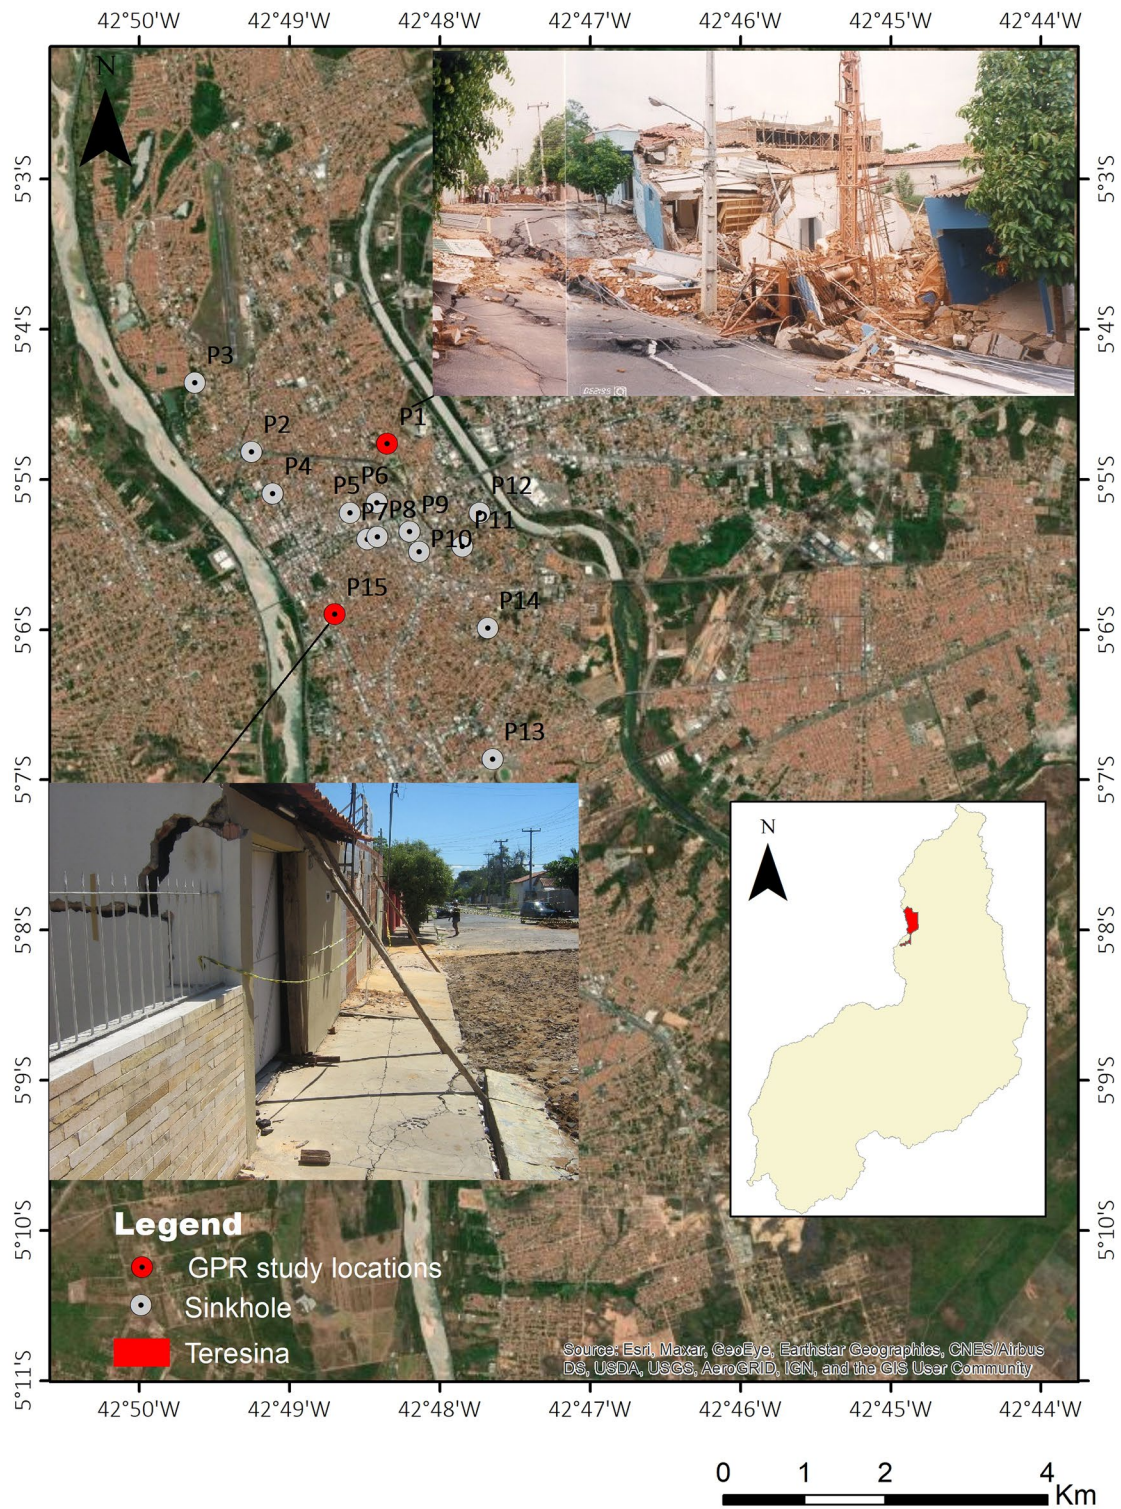 42°50'W 42°49'W 42°48'W 42°47'W 42°46'W 42°45'W 42°44'W
N
5°3'S 5°3'S
5°4'S 5°4'S
P3
P1
P2
P4
5°5'S 5°5'S
P6
P5
P12
P9
P7 P8
P11
P10
P15
P14
5°6'S 5°6'S
P13
5°7'S 5°7'S
N
5°8'S 5°8'S
5°9'S 5°9'S
5°10'S 5°10'S
Legend
GPR study locations
Sinkhole
Teresina
Source: Esri, Maxar, GeoEye, Earthstar Geographics, CNES/Airbus
DS, USDA, USGS, AeroGRID, IGN, and the GIS User Community
5°11'S 5°11'S
42°50'W 42°49'W 42°48'W 42°47'W 42°46'W 42°45'W 42°44'W
0 1 2 4
Km